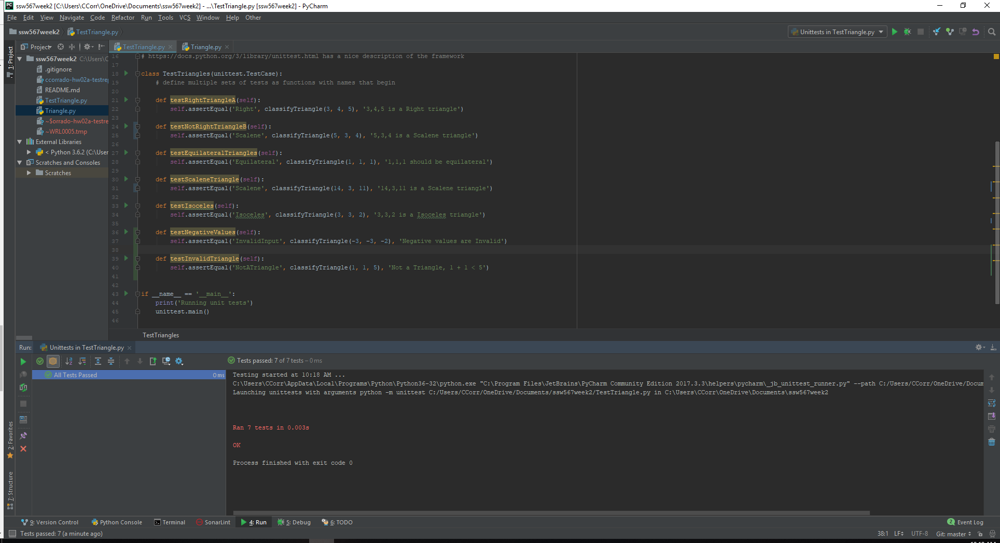 ssw567week2 [C:\Users\CCorr\OneDrive\Documents\ssw567week2] - ...\TestTriangle.py [ssw567week2] - PyCharm
File Edit View Navigate Code Refactor Run Tools VCS Window Help Other
ssw567week2 TestTriangle.py
Unittests in TestTriangle.py
1: Project
Project
TestTriangle.py
Triangle.py
ssw567week2 C:\Users\C
.gitignore
ccorrado-hw02a-testrep
README.md
TestTriangle.py
Triangle.py
~$orrado-hw02a-testre
~WRL0005.tmp
External Libraries
< Python 3.6.2 (C:\User
Scratches and Consoles
Scratches
16 # https://docs.python.org/3/library/unittest.html has a nice description of the framework
17
18 class TestTriangles(unittest.TestCase):
19 # define multiple sets of tests as functions with names that begin
20
21 def testRightTriangleA(self):
22 self.assertEqual('Right', classifyTriangle(3, 4, 5), '3,4,5 is a Right triangle')
23
24 def testNotRightTriangleB(self):
25 self.assertEqual('Scalene', classifyTriangle(5, 3, 4), '5,3,4 is a Scalene triangle')
26
27 def testEquilateralTriangles(self):
28 self.assertEqual('Equilateral', classifyTriangle(1, 1, 1), '1,1,1 should be equilateral')
29
30 def testScaleneTriangle(self):
31 self.assertEqual('Scalene', classifyTriangle(14, 3, 11), '14,3,11 is a Scalene triangle')
32
33 def testIsoceles(self):
34 self.assertEqual('Isoceles', classifyTriangle(3, 3, 2), '3,3,2 is a Isoceles triangle')
35
36 def testNegativeValues(self):
37 self.assertEqual('InvalidInput', classifyTriangle(-3, -3, -2), 'Negative values are Invalid')
38
39 def testInvalidTriangle(self):
40 self.assertEqual('NotATriangle', classifyTriangle(1, 1, 5), 'Not a Triangle, 1 + 1 < 5')
41
42
43 if __name__ == '__main__':
44 print('Running unit tests')
45 unittest.main()
46
TestTriangles
Run: Unittests in TestTriangle.py
Tests passed: 7 of 7 tests – 0 ms
All Tests Passed 0 ms
Testing started at 10:18 AM ...
C:\Users\CCorr\AppData\Local\Programs\Python\Python36-32\python.exe "C:\Program Files\JetBrains\PyCharm Community Edition 2017.3.3\helpers\pycharm\_jb_unittest_runner.py" --path C:/Users/CCorr/OneDrive/Docum
Launching unittests with arguments python -m unittest C:/Users/CCorr/OneDrive/Documents/ssw567week2/TestTriangle.py in C:\Users\CCorr\OneDrive\Documents\ssw567week2
Ran 7 tests in 0.003s
OK
Process finished with exit code 0
2: Favorites
7: Structure
9: Version Control Python Console Terminal SonarLint 4: Run 5: Debug 6: TODO
2 Event Log
Tests passed: 7 (a minute ago)
38:1 LF UTF-8 Git: master